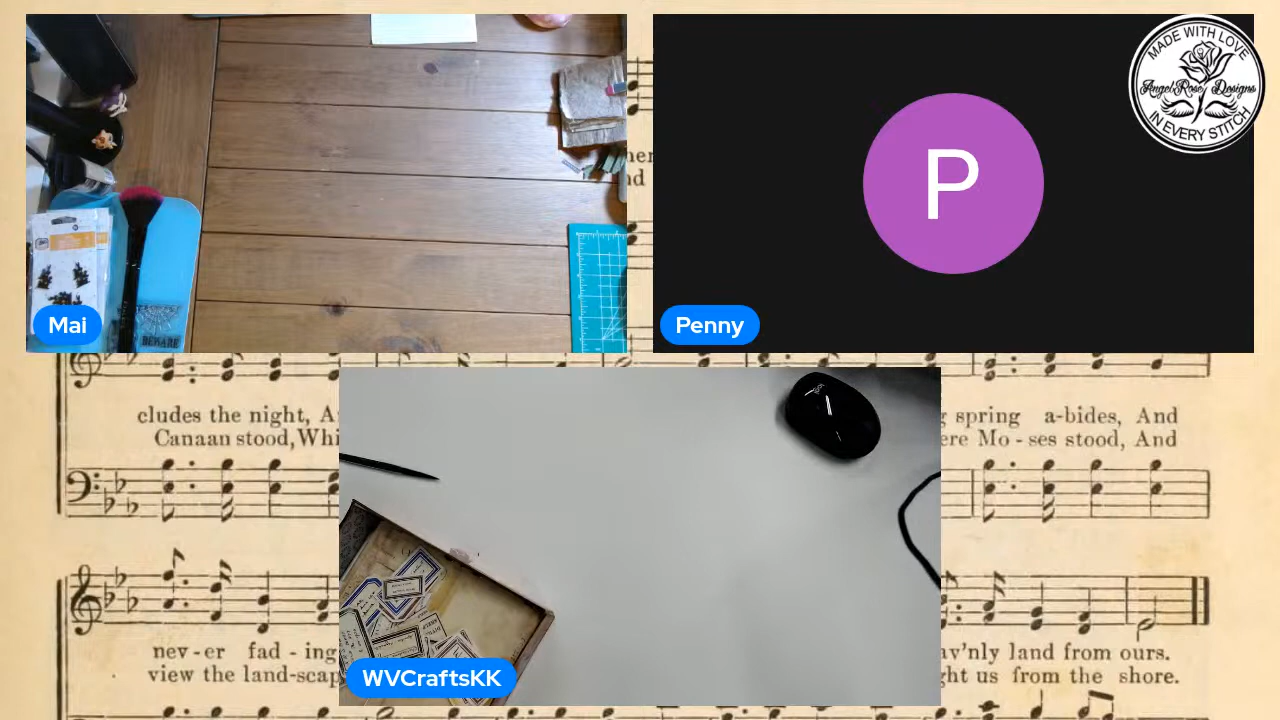 MADE WITH LOVE
AngelRose Designs
IN EVERY STITCH
P
Mai
Penny
BEWARE
cludes the night,
spring a-bides, And
Canaan stood, Whi
ere Mo-ses stood, And
WVCraftsKK
nev-er fad-ing
av'nly land from ours.
view the land-scap
ght us from the shore.